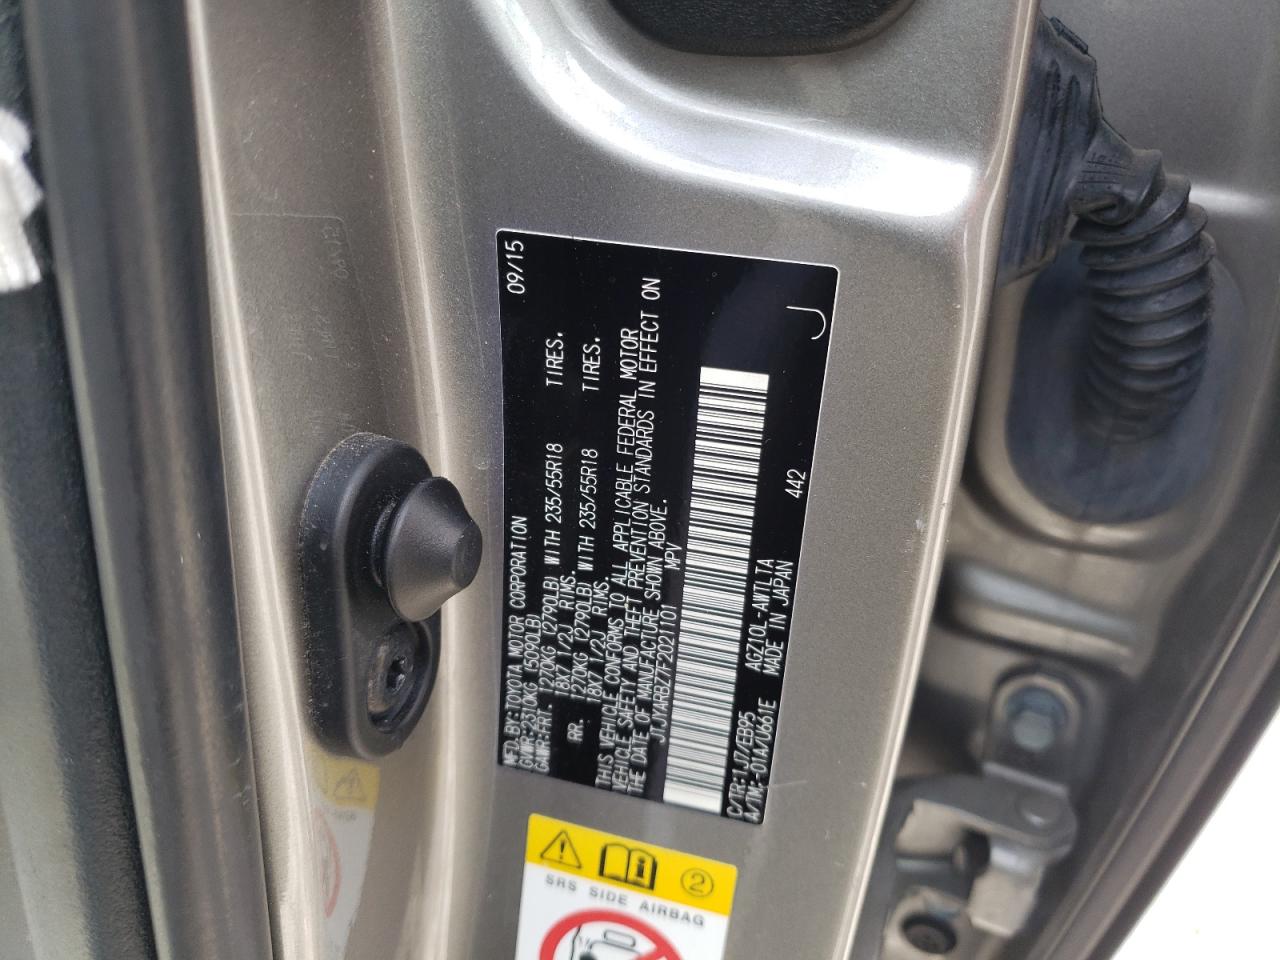 MFD. BY: TOYOTA MOTOR CORPORATION 09/15
GVWR: 2310KG (5090LB)
GAWR: FRT. 1270KG (2790LB) WITH 235/55R18 TIRES.
18X7 1/2J RIMS.
RR. 1270KG (2790LB) WITH 235/55R18 TIRES.
18X7 1/2J RIMS.
THIS VEHICLE CONFORMS TO ALL APPLICABLE FEDERAL MOTOR
VEHICLE SAFETY AND THEFT PREVENTION STANDARDS IN EFFECT ON
THE DATE OF MANUFACTURE SHOWN ABOVE.
JTJYARBZ7F2021101 MPV
C/TR:1J7/EB95 AGZ10L-AWTLTA 442
A/TM:-01A/U661E MADE IN JAPAN J
2
SRS SIDE AIRBAG